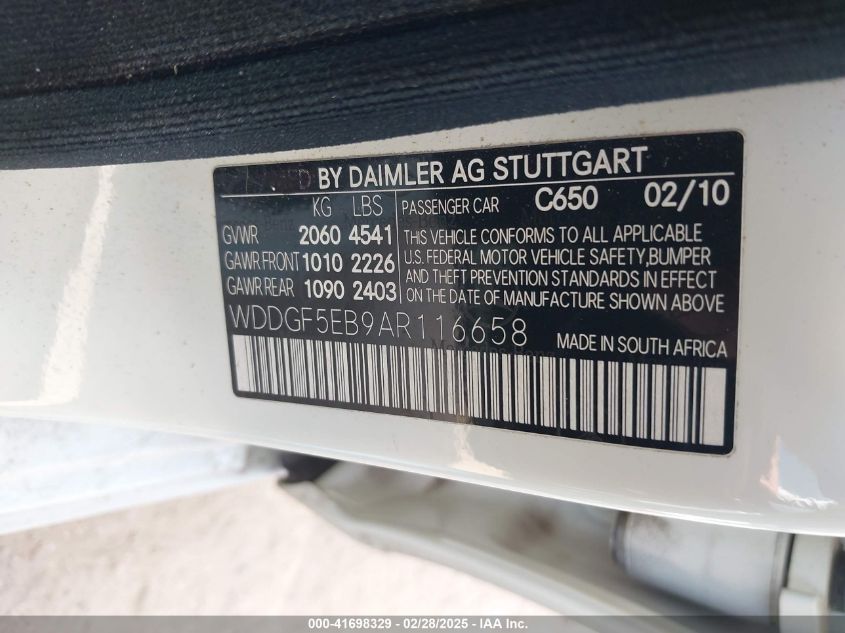 BY DAIMLER AG STUTTGART
KG LBS
GVWR 2060 4541
GAWR FRONT 1010 2226
GAWR REAR 1090 2403
PASSENGER CAR C650 02/10
THIS VEHICLE CONFORMS TO ALL APPLICABLE
U.S. FEDERAL MOTOR VEHICLE SAFETY,BUMPER
AND THEFT PREVENTION STANDARDS IN EFFECT
ON THE DATE OF MANUFACTURE SHOWN ABOVE
WDDGF5EB9AR116658
MADE IN SOUTH AFRICA
000-41698329 - 02/28/2025 - IAA Inc.